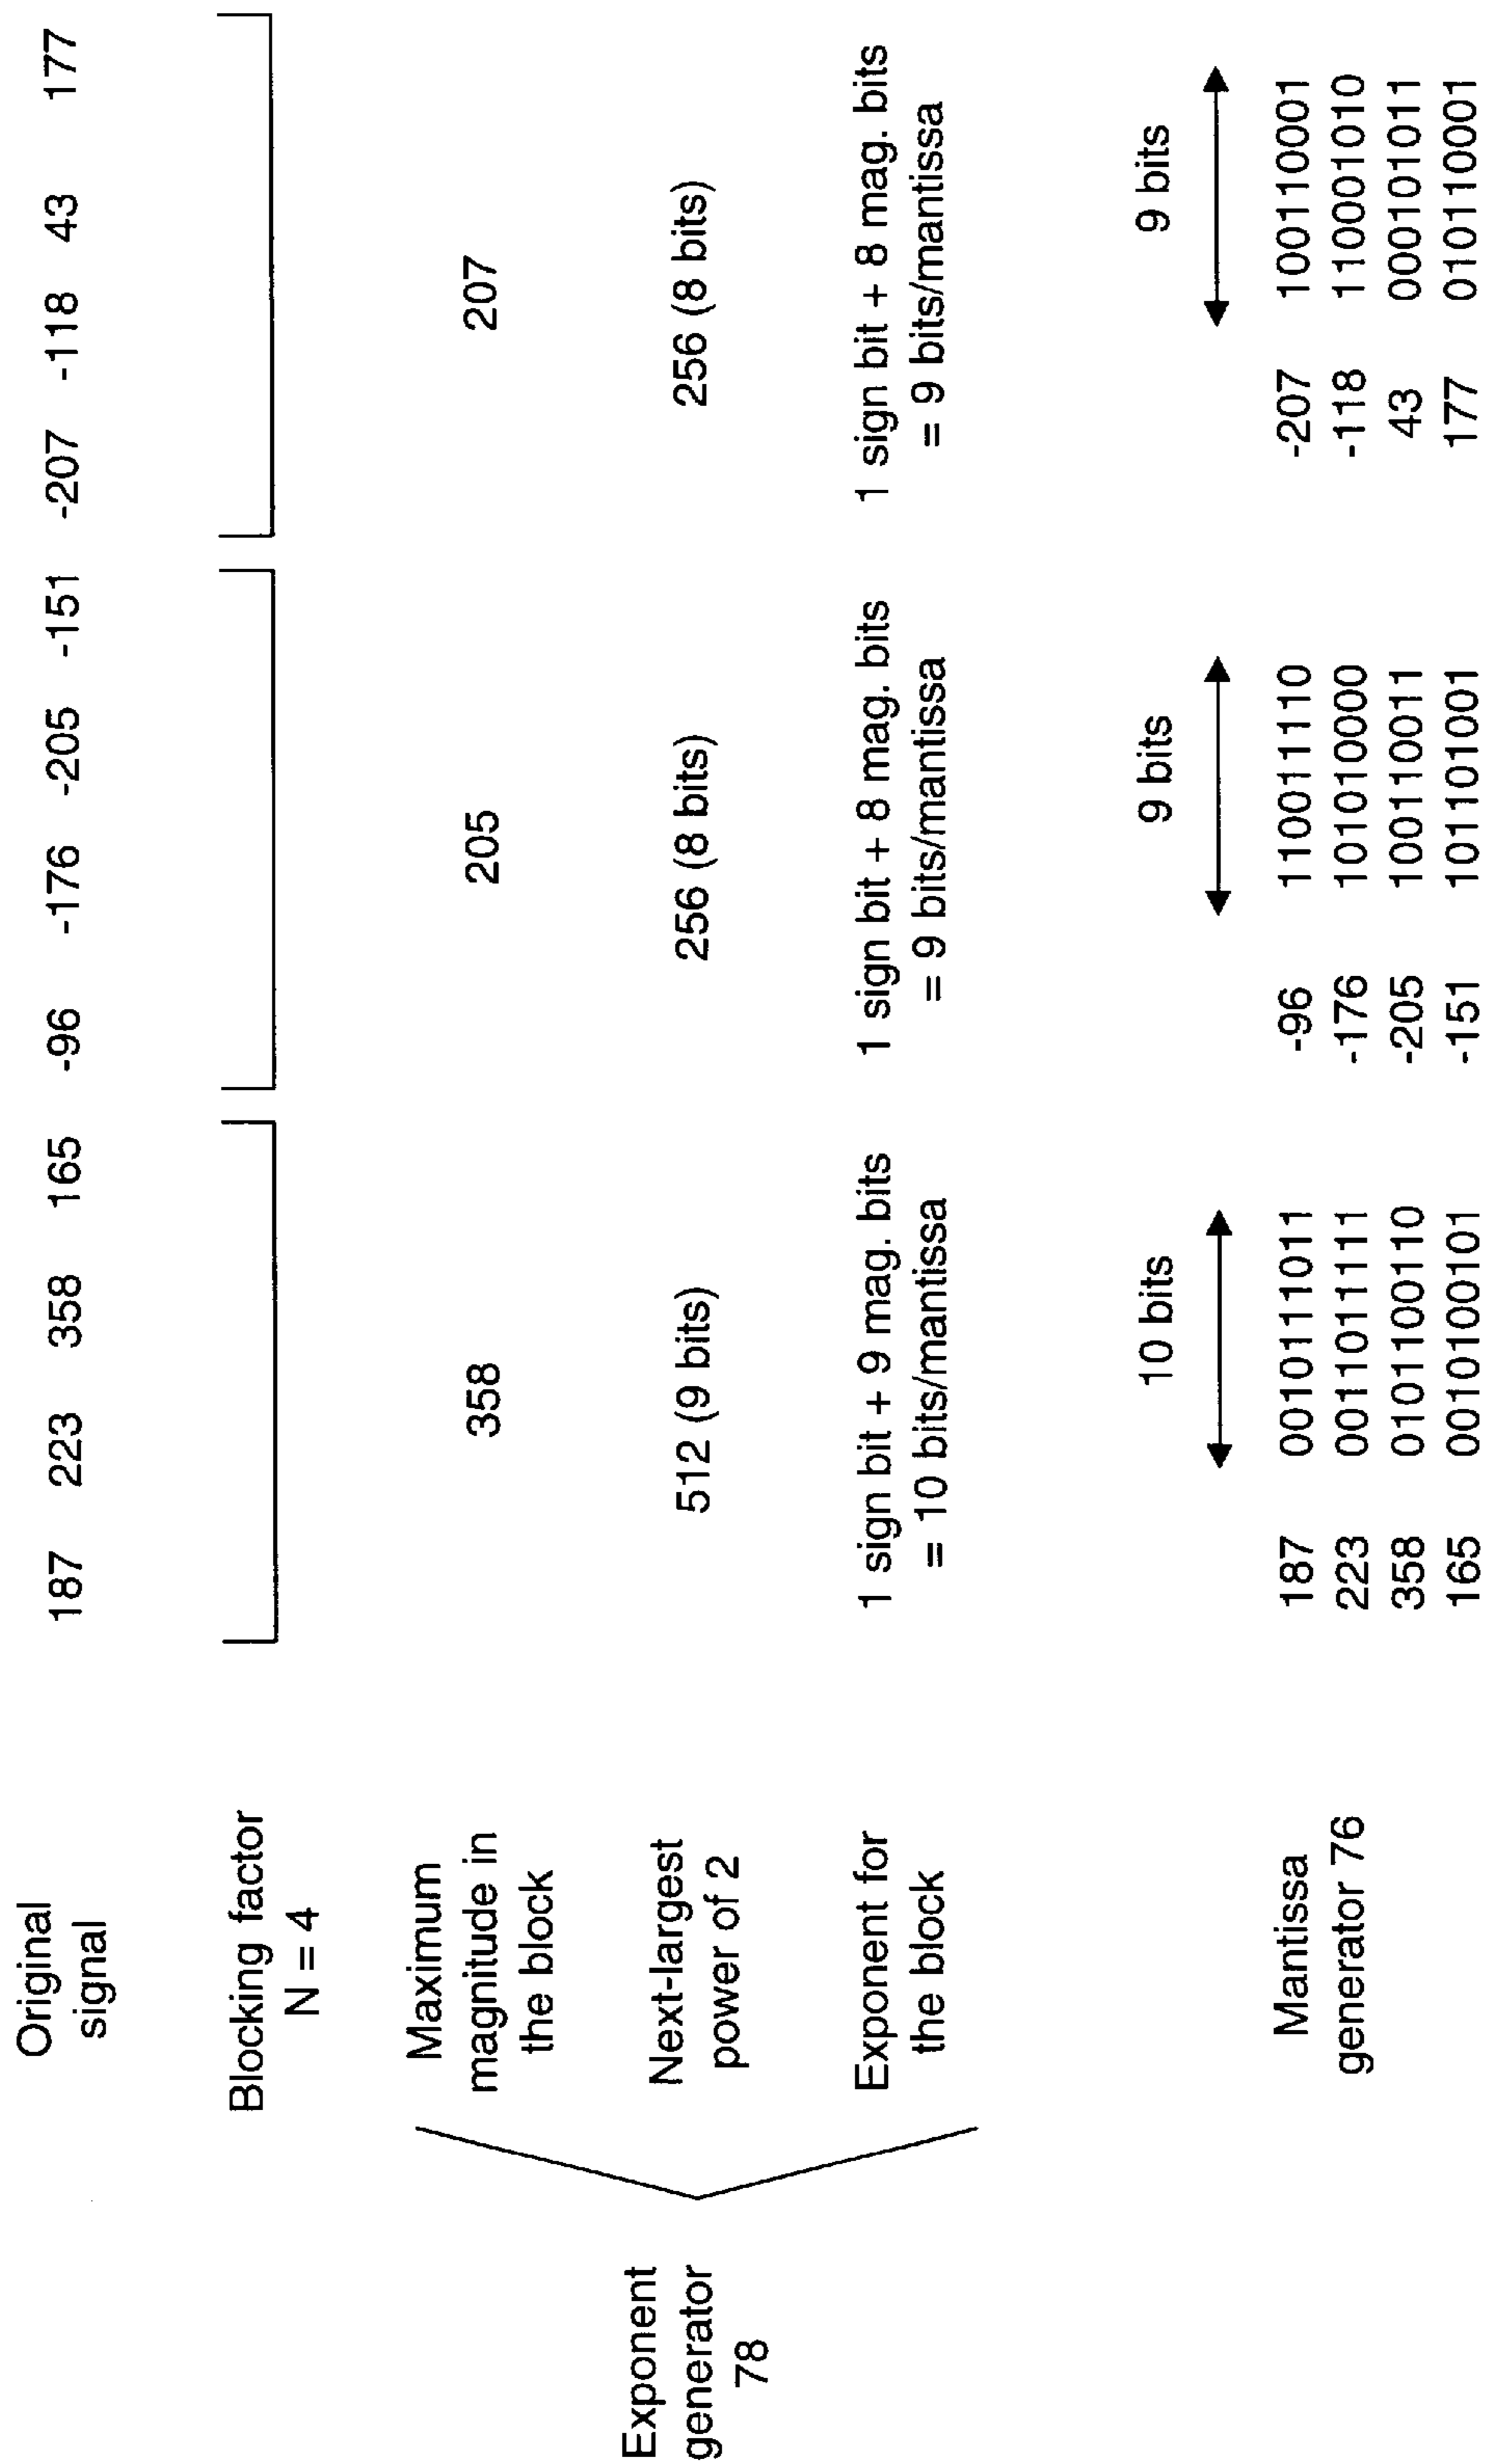 Original
signal
187 223 358 165 -96 -176 -205 -151 -207 -118 43 177
Blocking factor
N = 4
Exponent
generator
78
Maximum
magnitude in
the block
358 205 207
Next-largest
power of 2
512 (9 bits) 256 (8 bits) 256 (8 bits)
Exponent for
the block
1 sign bit + 9 mag. bits
= 10 bits/mantissa
1 sign bit + 8 mag. bits
= 9 bits/mantissa
1 sign bit + 8 mag. bits
= 9 bits/mantissa
Mantissa
generator 76
10 bits
187 0010111011
223 0011011111
358 0101100110
165 0010100101
9 bits
-96 110011110
-176 101010000
-205 100110011
-151 101101001
9 bits
-207 100110001
-118 110001010
43 000101011
177 010110001